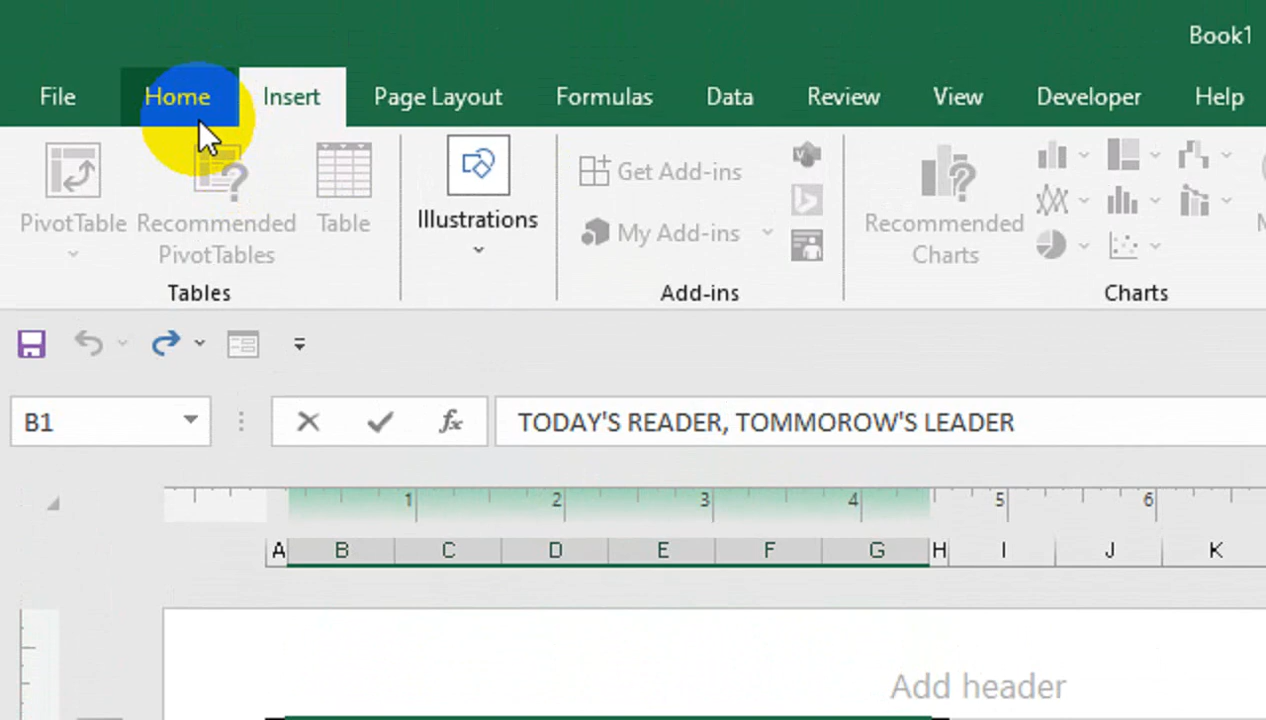 Book1
File Home Insert Page Layout Formulas Data Review View Developer Help
PivotTable Recommended PivotTables Table Illustrations Get Add-ins My Add-ins Recommended Charts
Tables Add-ins Charts
B1 fx TODAY'S READER, TOMMOROW'S LEADER
1 2 3 4 5 6
A B C D E F G H I J K
Add header